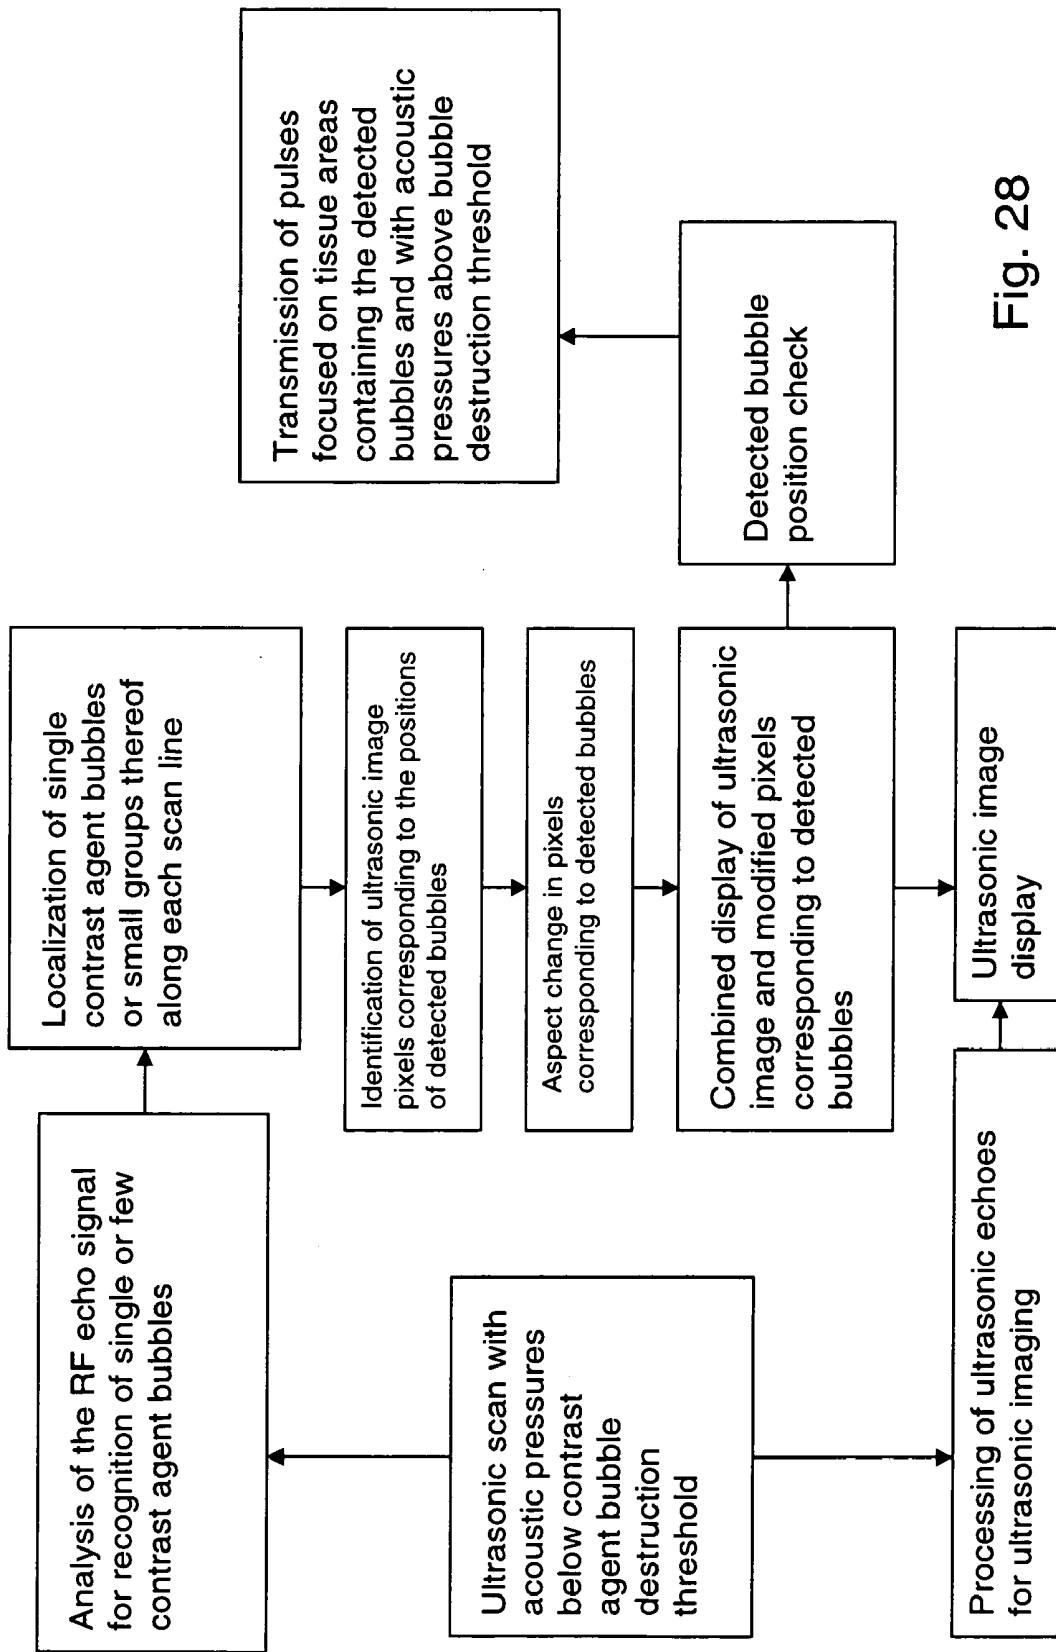 Analysis of the RF echo signal
for recognition of single or few
contrast agent bubbles
Localization of single
contrast agent bubbles
or small groups thereof
along each scan line
Identification of ultrasonic image
pixels corresponding to the positions
of detected bubbles
Aspect change in pixels
corresponding to detected bubbles
Ultrasonic scan with
acoustic pressures
below contrast
agent bubble
destruction
threshold
Combined display of ultrasonic
image and modified pixels
corresponding to detected
bubbles
Detected bubble
position check
Transmission of pulses
focused on tissue areas
containing the detected
bubbles and with acoustic
pressures above bubble
destruction threshold
Processing of ultrasonic echoes
for ultrasonic imaging
Ultrasonic image
display
Fig. 28